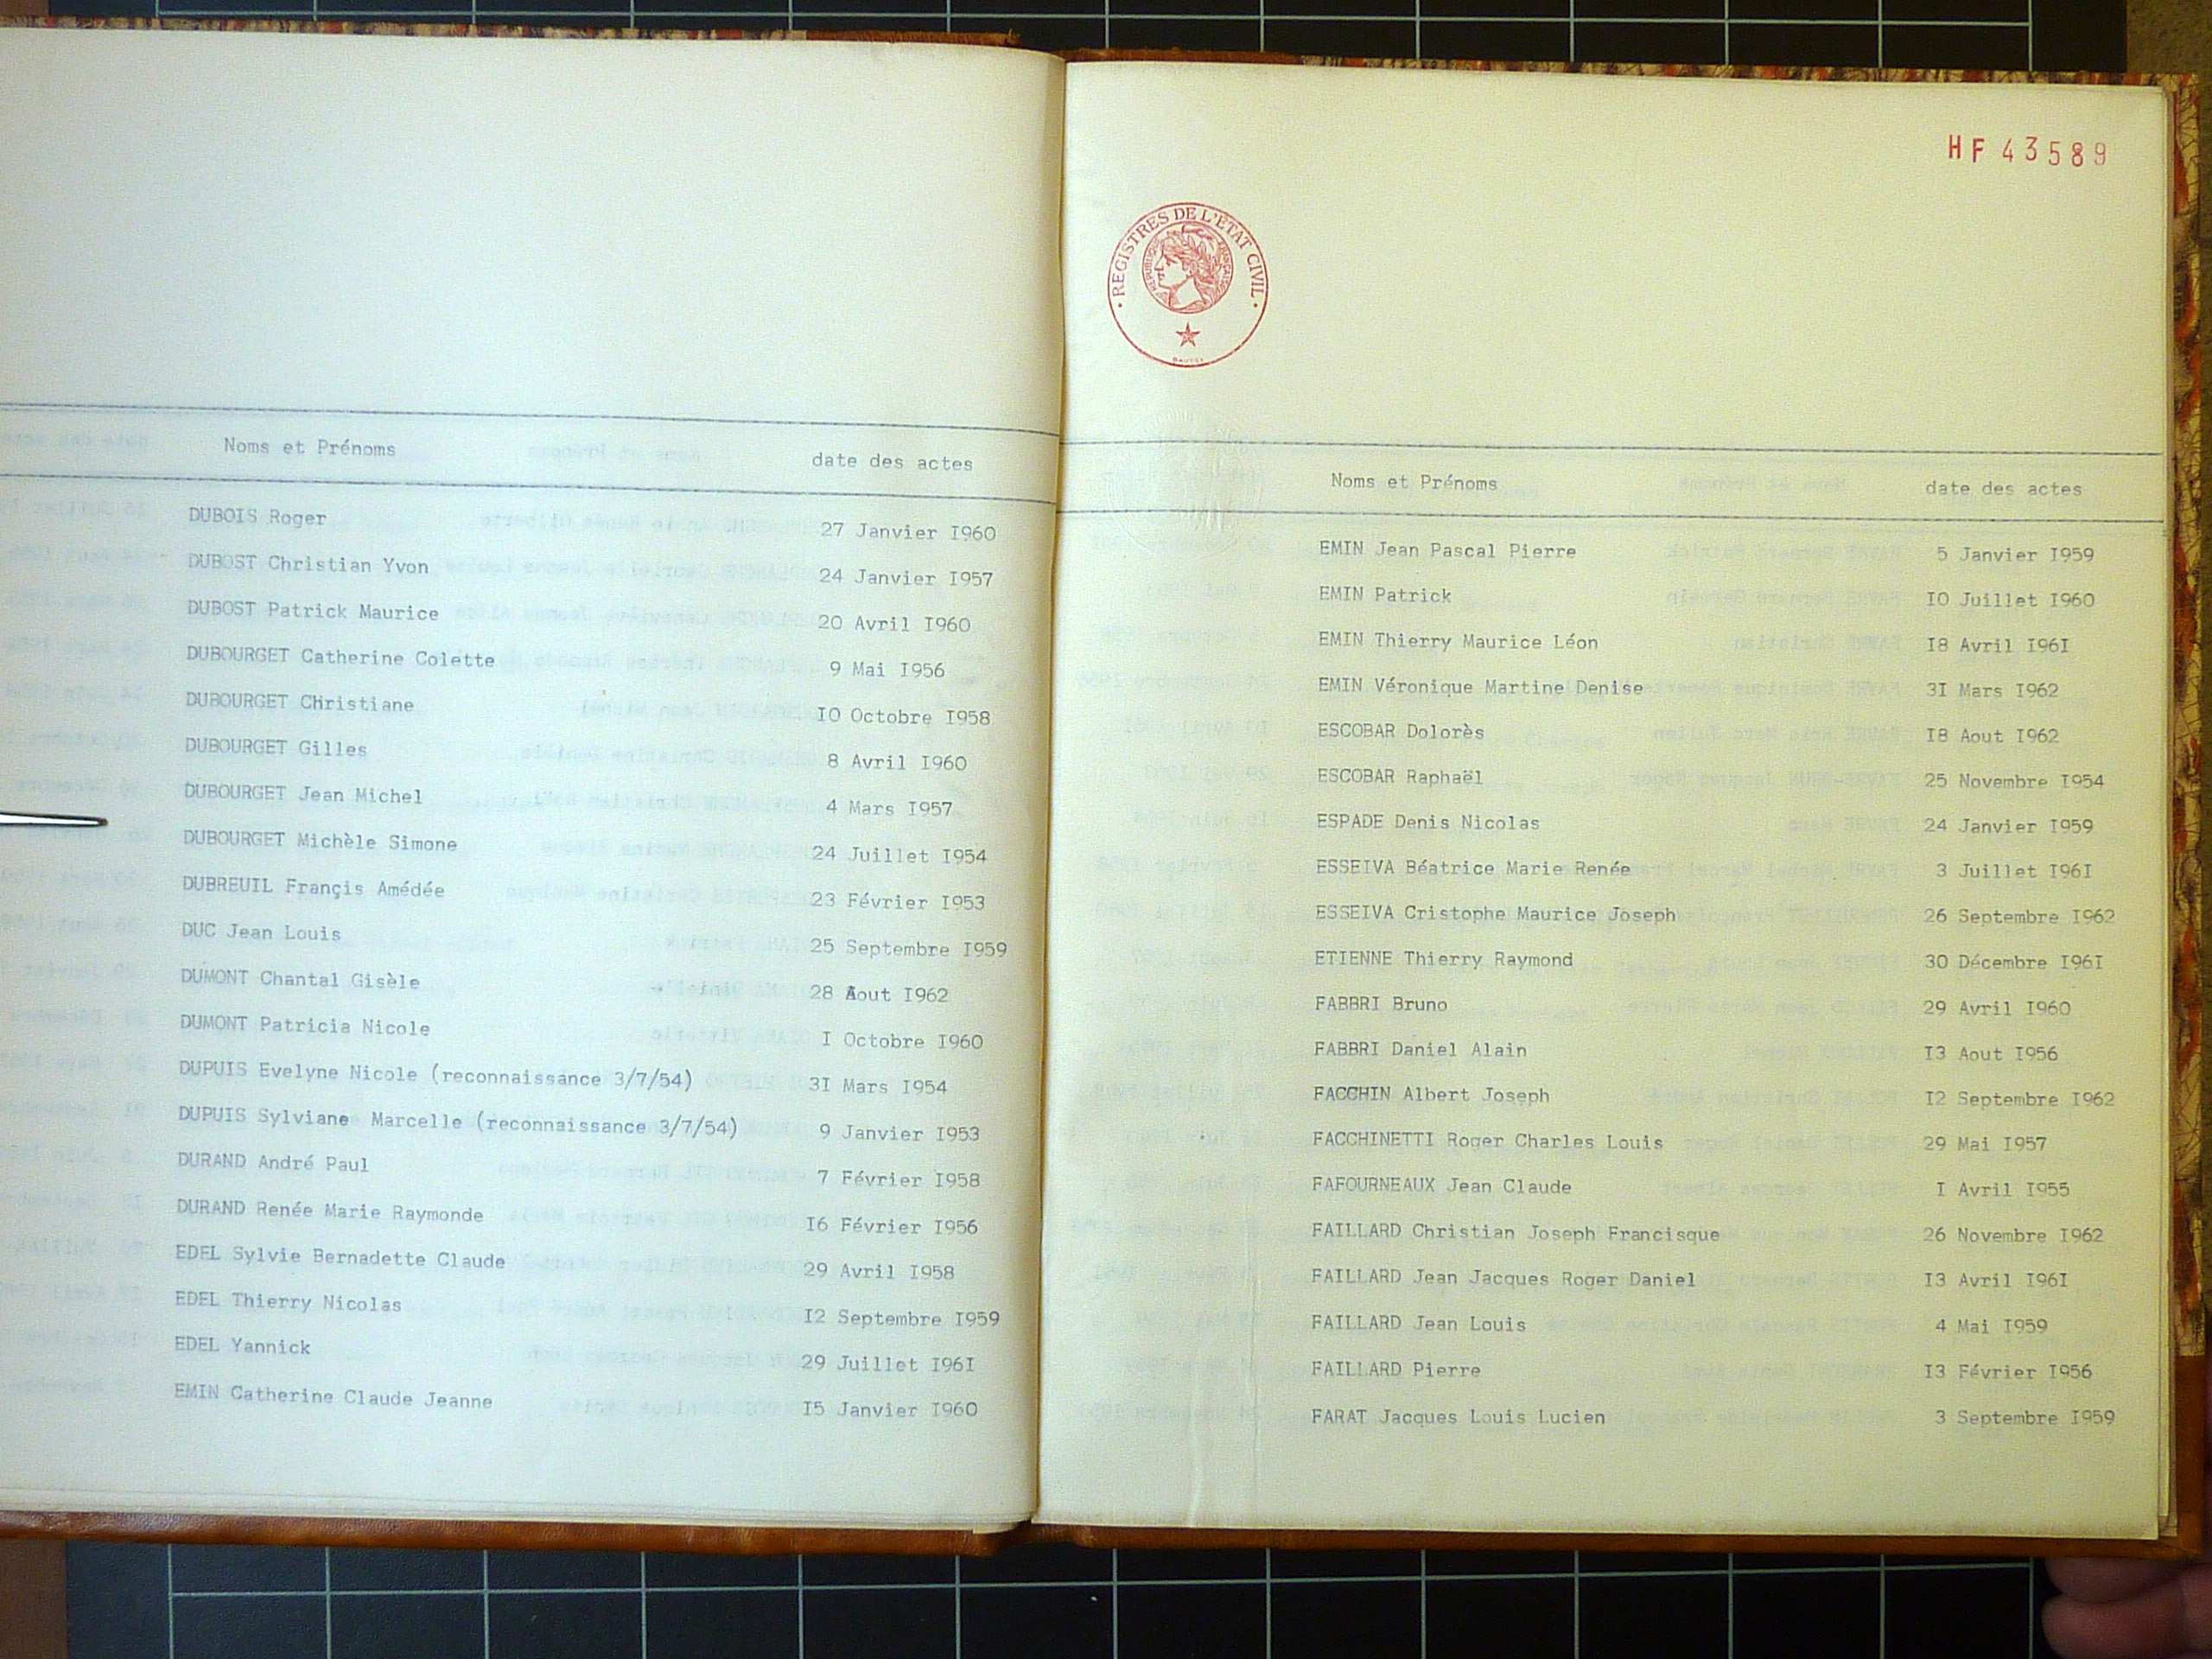 Noms et Prénoms date des actes
DUBOIS Roger 27 Janvier I960
DUBOST Christian Yvon 24 Janvier I957
DUBOST Patrick Maurice 20 Avril I960
DUBOURGET Catherine Colette 9 Mai I956
DUBOURGET Christiane IO Octobre I958
DUBOURGET Gilles 8 Avril I960
DUBOURGET Jean Michel 4 Mars I957
DUBOURGET Michèle Simone 24 Juillet I954
DUBREUIL Françis Amédée 23 Février I953
DUC Jean Louis 25 Septembre I959
DUMONT Chantal Gisèle 28 Aout I962
DUMONT Patricia Nicole I Octobre I960
DUPUIS Evelyne Nicole (reconnaissance 3/7/54) 3I Mars I954
DUPUIS Sylviane Marcelle (reconnaissance 3/7/54) 9 Janvier I953
DURAND André Paul 7 Février I958
DURAND Renée Marie Raymonde I6 Février I956
EDEL Sylvie Bernadette Claude 29 Avril I958
EDEL Thierry Nicolas I2 Septembre I959
EDEL Yannick 29 Juillet I96I
EMIN Catherine Claude Jeanne I5 Janvier I960
HF 43589
REGISTRES DE L'ETAT CIVIL
REPUBLIQUE FRANÇAISE
Noms et Prénoms date des actes
EMIN Jean Pascal Pierre 5 Janvier I959
EMIN Patrick IO Juillet I960
EMIN Thierry Maurice Léon I8 Avril I96I
EMIN Véronique Martine Denise 3I Mars I962
ESCOBAR Dolorès I8 Aout I962
ESCOBAR Raphaël 25 Novembre I954
ESPADE Denis Nicolas 24 Janvier I959
ESSEIVA Béatrice Marie Renée 3 Juillet I96I
ESSEIVA Cristophe Maurice Joseph 26 Septembre I962
ETIENNE Thierry Raymond 30 Décembre I96I
FABBRI Bruno 29 Avril I960
FABBRI Daniel Alain I3 Aout I956
FACCHIN Albert Joseph I2 Septembre I962
FACCHINETTI Roger Charles Louis 29 Mai I957
FAFOURNEAUX Jean Claude I Avril I955
FAILLARD Christian Joseph Francisque 26 Novembre I962
FAILLARD Jean Jacques Roger Daniel I3 Avril I96I
FAILLARD Jean Louis 4 Mai I959
FAILLARD Pierre I3 Février I956
FARAT Jacques Louis Lucien 3 Septembre I959